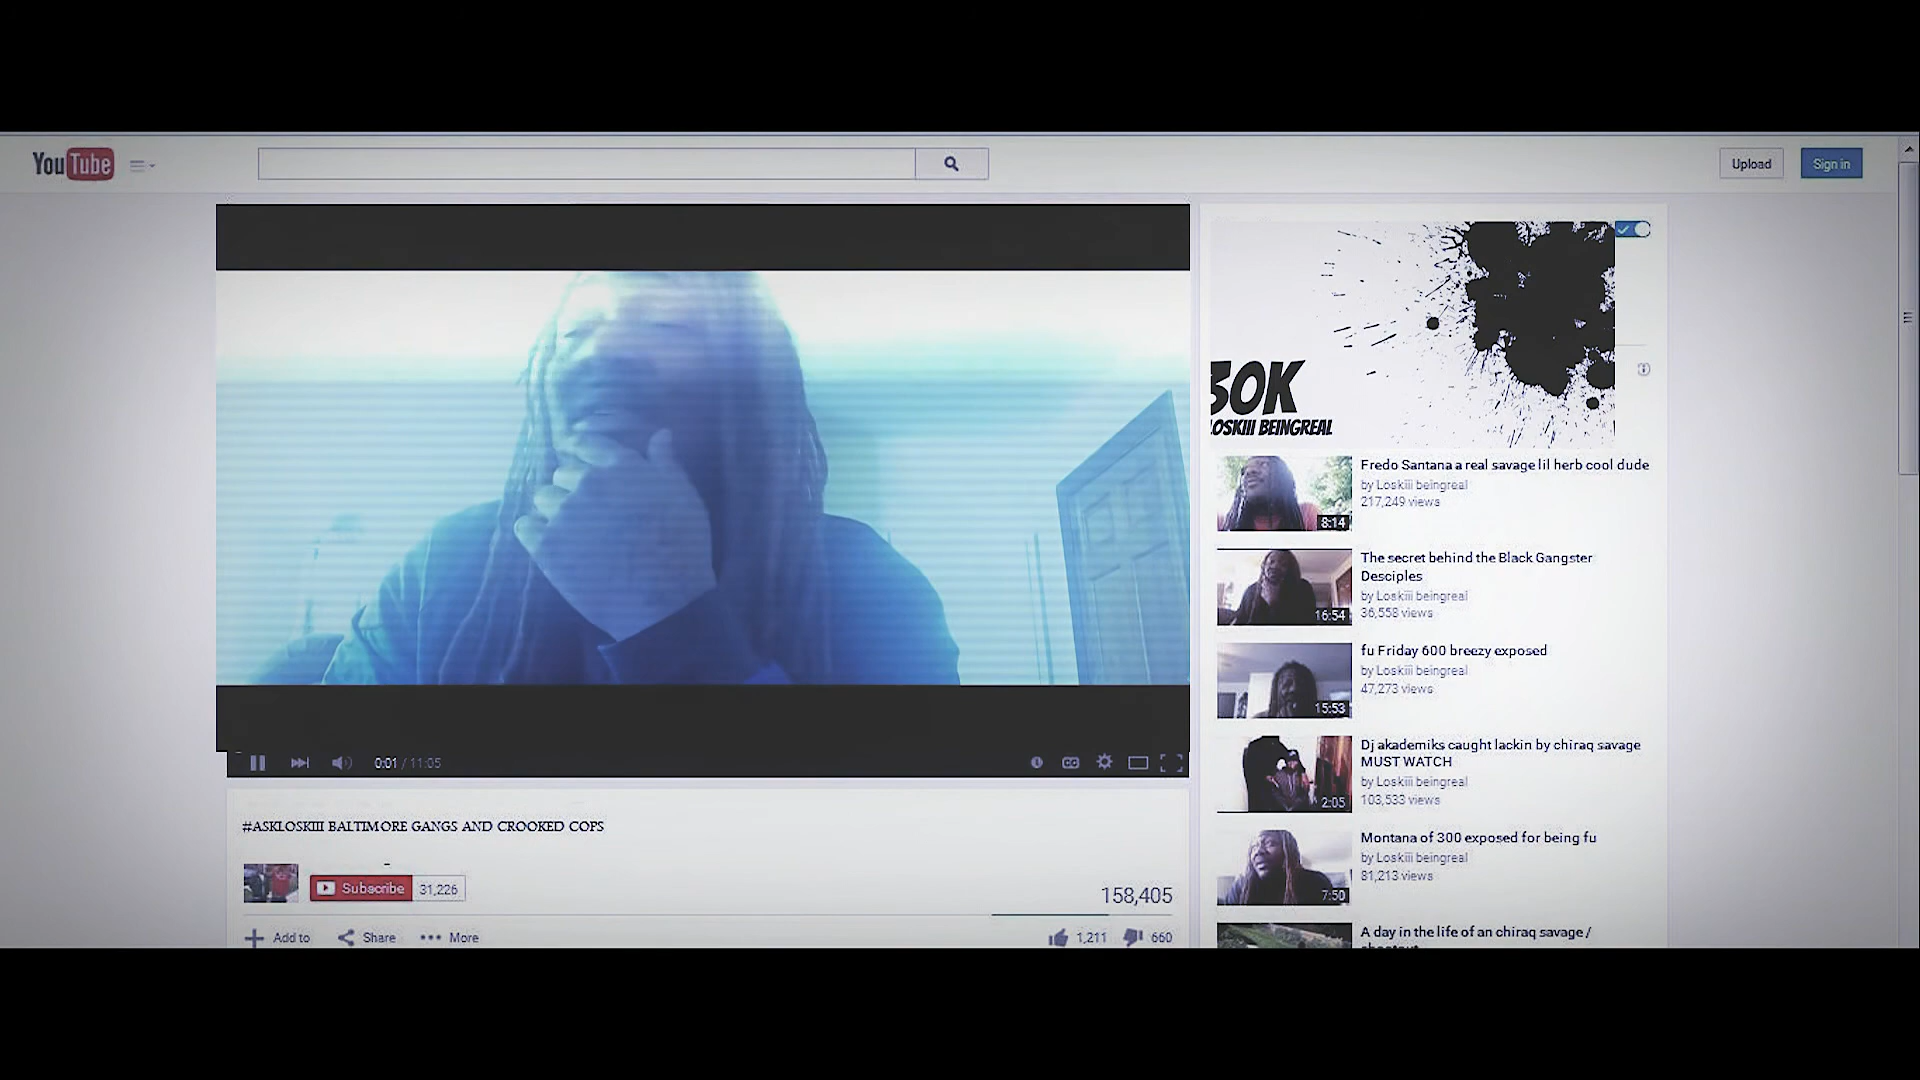 YouTube
Upload
Sign in
30K
LOSKIII BEINGREAL
Fredo Santana a real savage lil herb cool dude
by Loskiii beingreal
217,249 views
8:14
The secret behind the Black Gangster
Desciples
by Loskiii beingreal
36,558 views
16:54
fu Friday 600 breezy exposed
by Loskiii beingreal
47,273 views
15:53
Dj akademiks caught lackin by chiraq savage
MUST WATCH
by Loskiii beingreal
103,533 views
2:05
Montana of 300 exposed for being fu
by Loskiii beingreal
81,213 views
7:50
A day in the life of an chiraq savage /
0:01 / 11:05
CC
#ASKLOSKIII BALTIMORE GANGS AND CROOKED COPS
Subscribe 31,226
158,405
Add to Share More
1,211 660